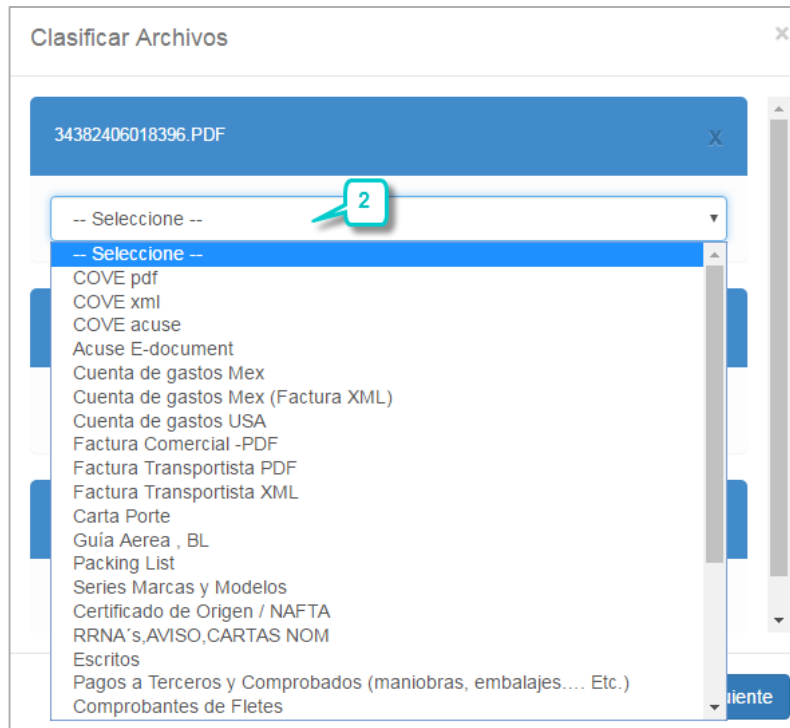 Clasificar Archivos
×
34382406018396.PDF
X
-- Seleccione --
2
-- Seleccione --
COVE pdf
COVE xml
COVE acuse
Acuse E-document
Cuenta de gastos Mex
Cuenta de gastos Mex (Factura XML)
Cuenta de gastos USA
Factura Comercial -PDF
Factura Transportista PDF
Factura Transportista XML
Carta Porte
Guía Aerea , BL
Packing List
Series Marcas y Modelos
Certificado de Origen / NAFTA
RRNA´s,AVISO,CARTAS NOM
Escritos
Pagos a Terceros y Comprobados (maniobras, embalajes.... Etc.)
Comprobantes de Fletes
iente